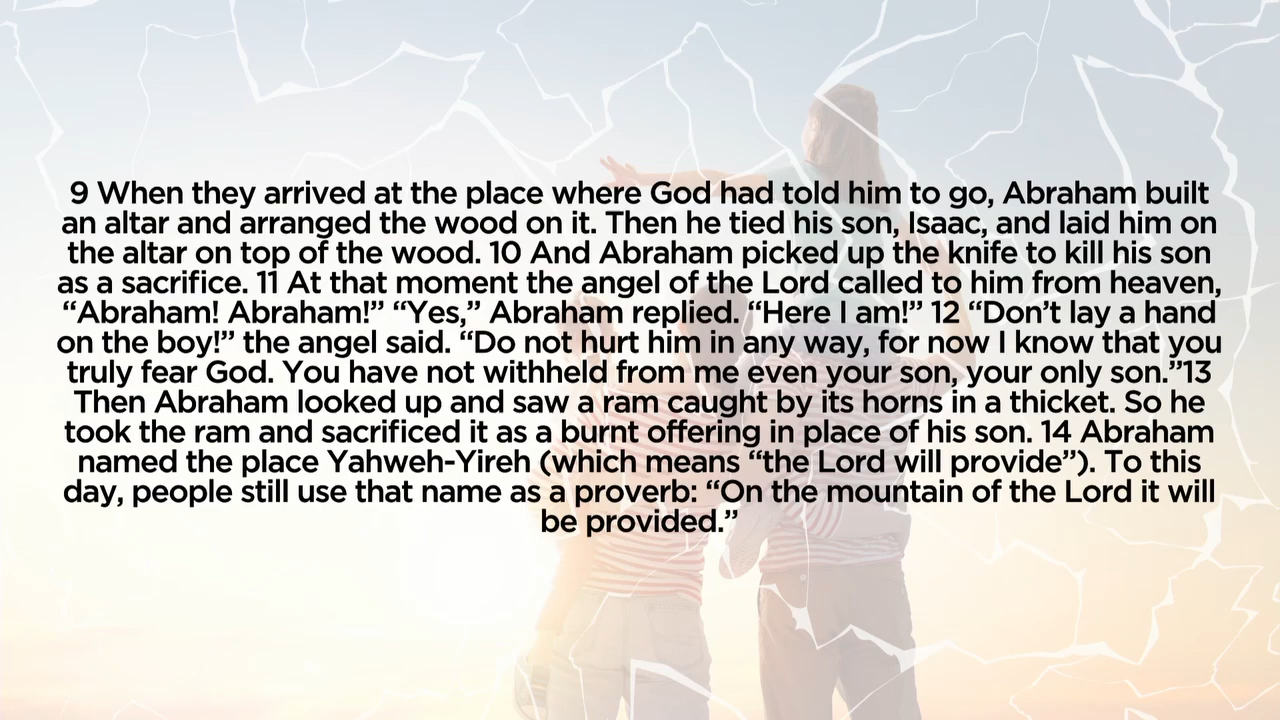 9 When they arrived at the place where God had told him to go, Abraham built
an altar and arranged the wood on it. Then he tied his son, Isaac, and laid him on
the altar on top of the wood. 10 And Abraham picked up the knife to kill his son
as a sacrifice. 11 At that moment the angel of the Lord called to him from heaven,
“Abraham! Abraham!” “Yes,” Abraham replied. “Here I am!” 12 “Don’t lay a hand
on the boy!” the angel said. “Do not hurt him in any way, for now I know that you
truly fear God. You have not withheld from me even your son, your only son.”13
Then Abraham looked up and saw a ram caught by its horns in a thicket. So he
took the ram and sacrificed it as a burnt offering in place of his son. 14 Abraham
named the place Yahweh-Yireh (which means “the Lord will provide”). To this
day, people still use that name as a proverb: “On the mountain of the Lord it will
be provided.”